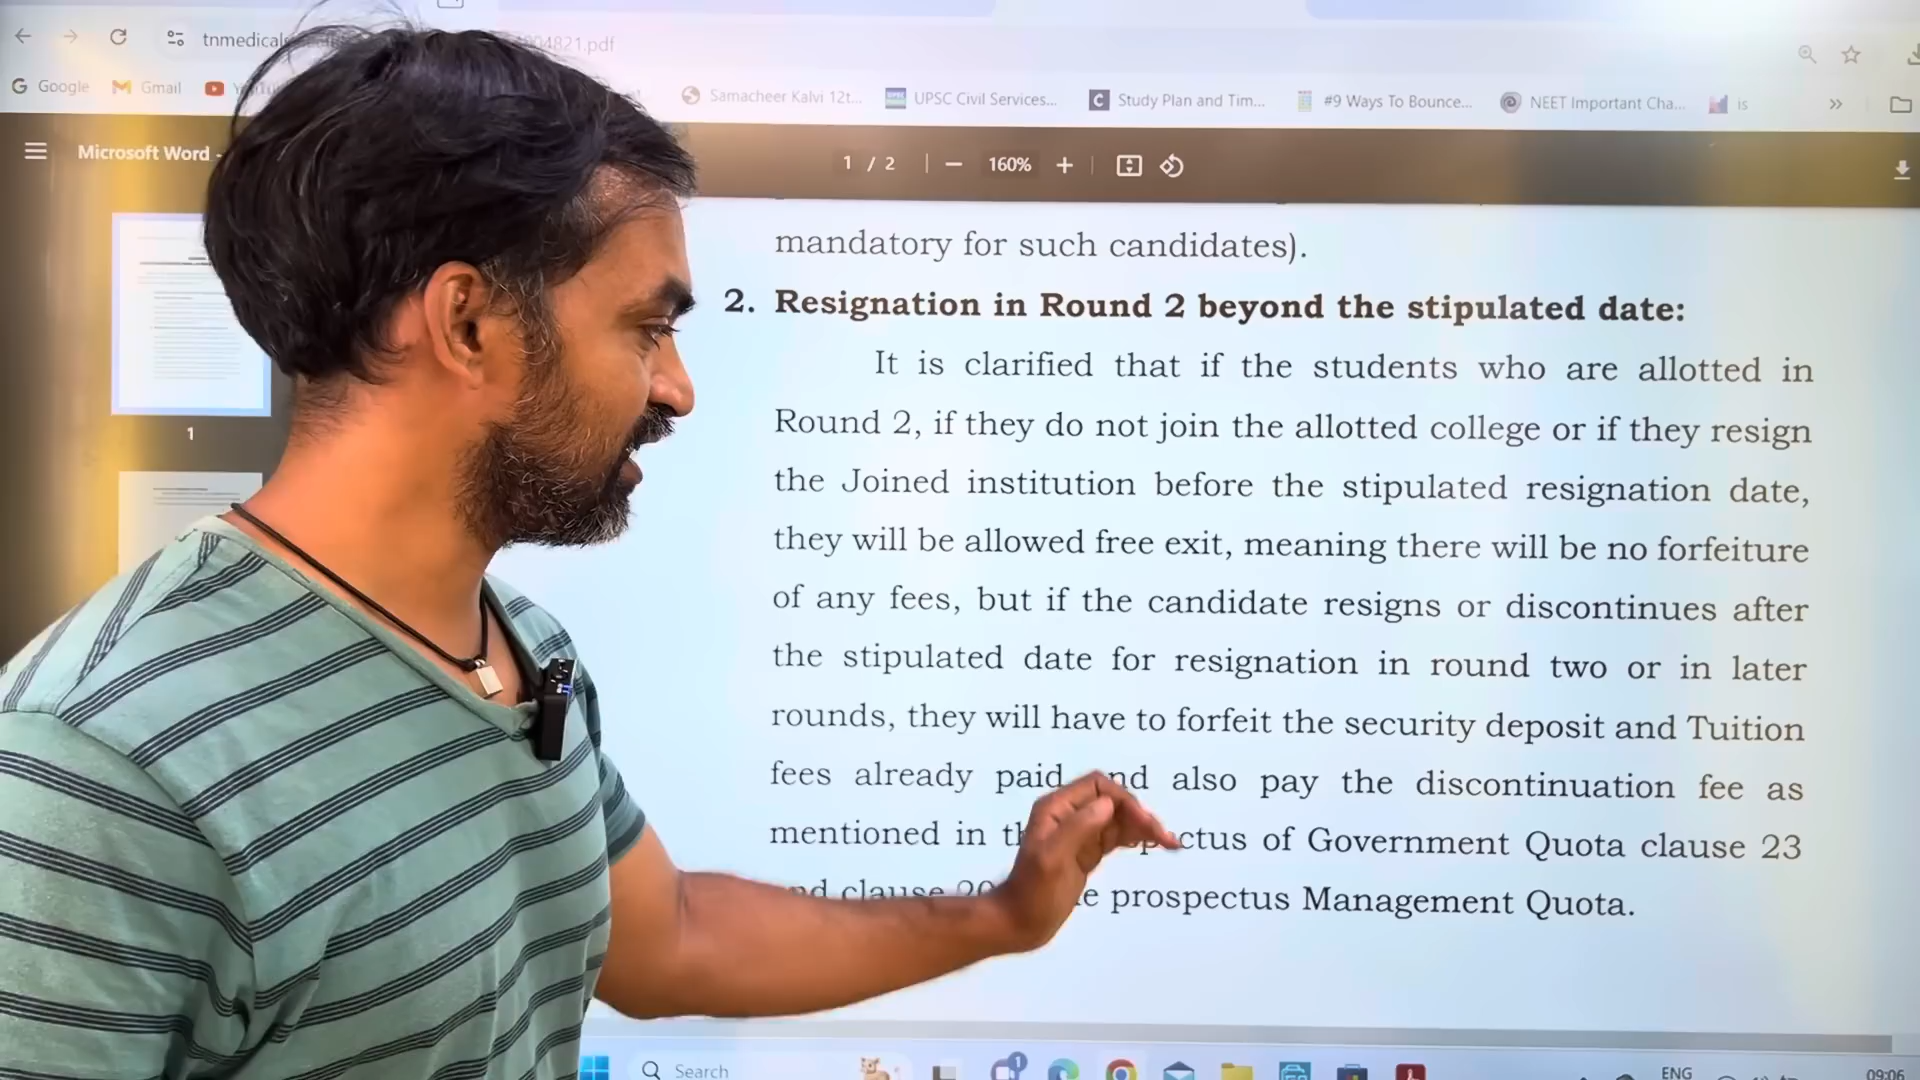 tnmedicals
04821.pdf
Google
Gmail
Samacheer Kalvi 12t...
UPSC Civil Services...
Study Plan and Tim...
#9 Ways To Bounce...
NEET Important Cha...
is
Microsoft Word -
1 / 2
160%
mandatory for such candidates).
2. Resignation in Round 2 beyond the stipulated date:
It is clarified that if the students who are allotted in
Round 2, if they do not join the allotted college or if they resign
the Joined institution before the stipulated resignation date,
they will be allowed free exit, meaning there will be no forfeiture
of any fees, but if the candidate resigns or discontinues after
the stipulated date for resignation in round two or in later
rounds, they will have to forfeit the security deposit and Tuition
fees already paid and also pay the discontinuation fee as
mentioned in ctus of Government Quota clause 23
clause prospectus Management Quota.
1
Search
1
ENG
09:06